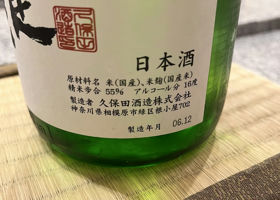 日本酒
原材料名 米(国産)、米麹(国産米)
精米歩合 55% アルコール分 16度
製造者 久保田酒造株式会社
神奈川県相模原市緑区根小屋702
製造年月 06.12